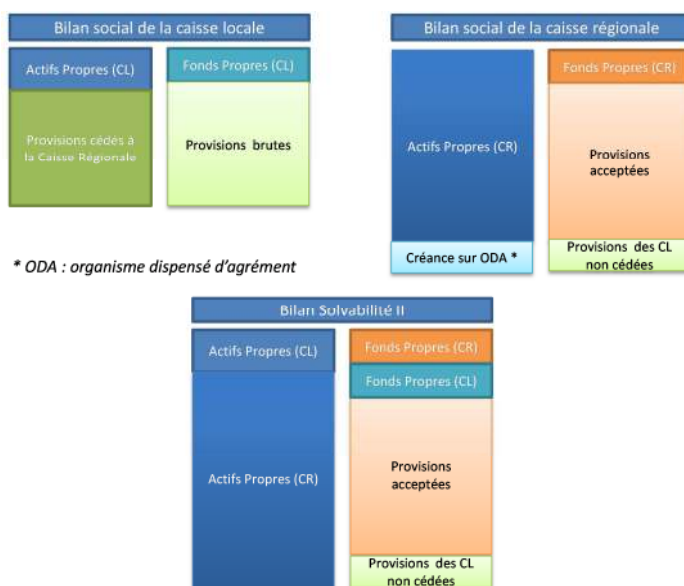 Bilan social de la caisse locale
Actifs Propres (CL)
Fonds Propres (CL)
Provisions cédés à
la Caisse Régionale
Provisions brutes
Bilan social de la caisse régionale
Actifs Propres (CR)
Fonds Propres (CR)
Provisions
acceptées
Créance sur ODA *
Provisions des CL
non cédées
* ODA : organisme dispensé d'agrément
Bilan Solvabilité II
Actifs Propres (CL)
Fonds Propres (CR)
Fonds Propres (CL)
Actifs Propres (CR)
Provisions
acceptées
Provisions des CL
non cédées